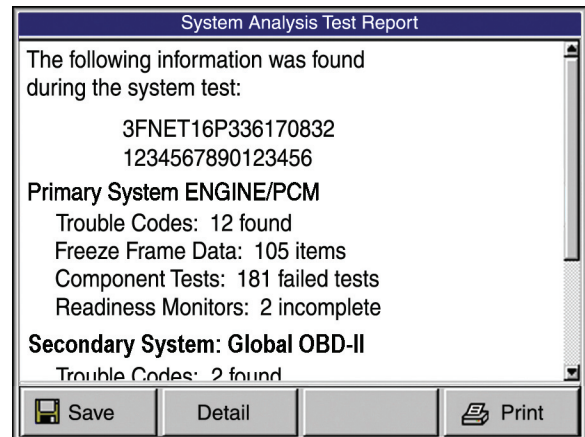 System Analysis Test Report
The following information was found
during the system test:
3FNET16P336170832
1234567890123456
Primary System ENGINE/PCM
Trouble Codes: 12 found
Freeze Frame Data: 105 items
Component Tests: 181 failed tests
Readiness Monitors: 2 incomplete
Secondary System: Global OBD-II
Trouble Codes: 2 found
Save
Detail
Print